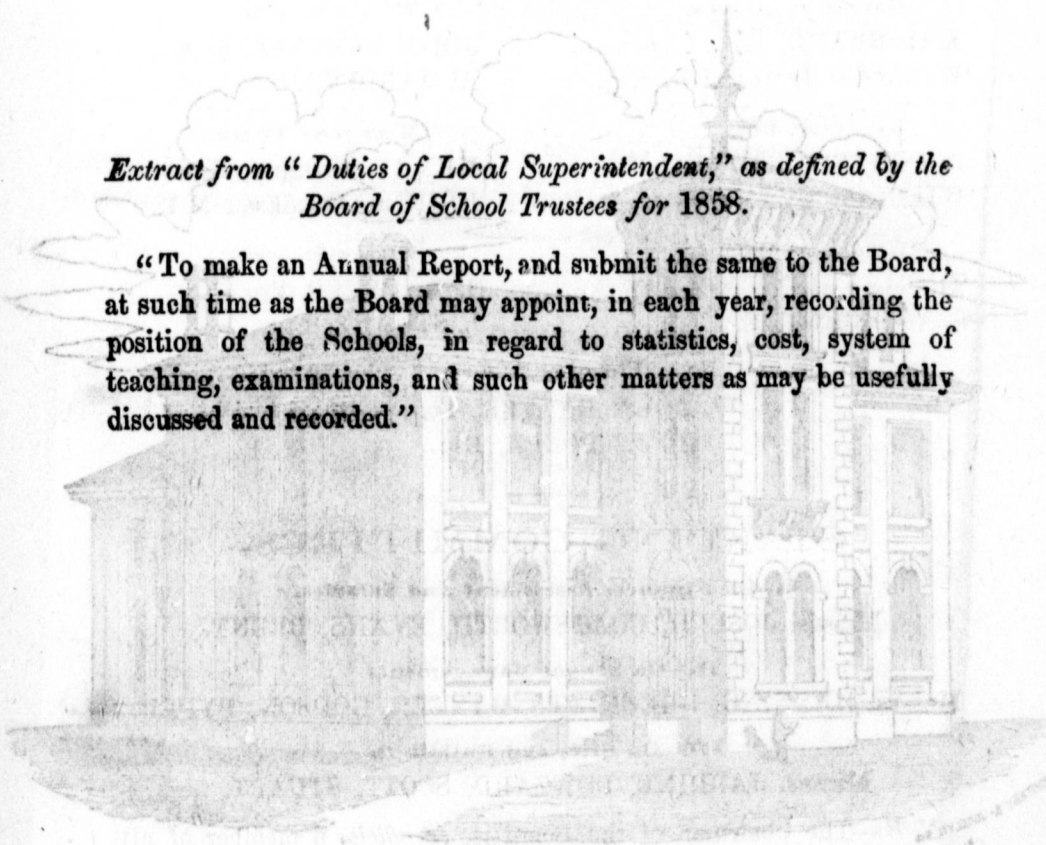 Extract from “ Duties of Local Superintendent,” as defined by the
Board of School Trustees for 1858.
“To make an Annual Report, and submit the same to the Board,
at such time as the Board may appoint, in each year, recording the
position of the Schools, in regard to statistics, cost, system of
teaching, examinations, and such other matters as may be usefully
discussed and recorded.”